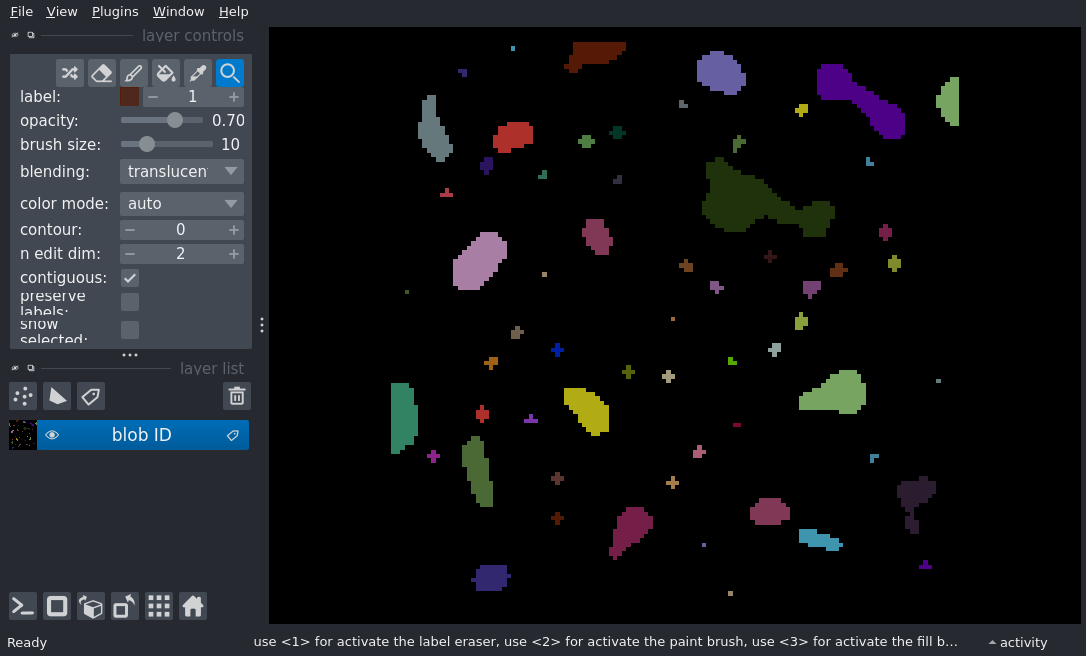 File View Plugins Window Help
layer controls
label: 1
opacity: 0.70
brush size: 10
blending: translucen
color mode: auto
contour: 0
n edit dim: 2
contiguous:
preserve
labels:
show
selected:
layer list
blob ID
Ready
use <1> for activate the label eraser, use <2> for activate the paint brush, use <3> for activate the fill b...
activity